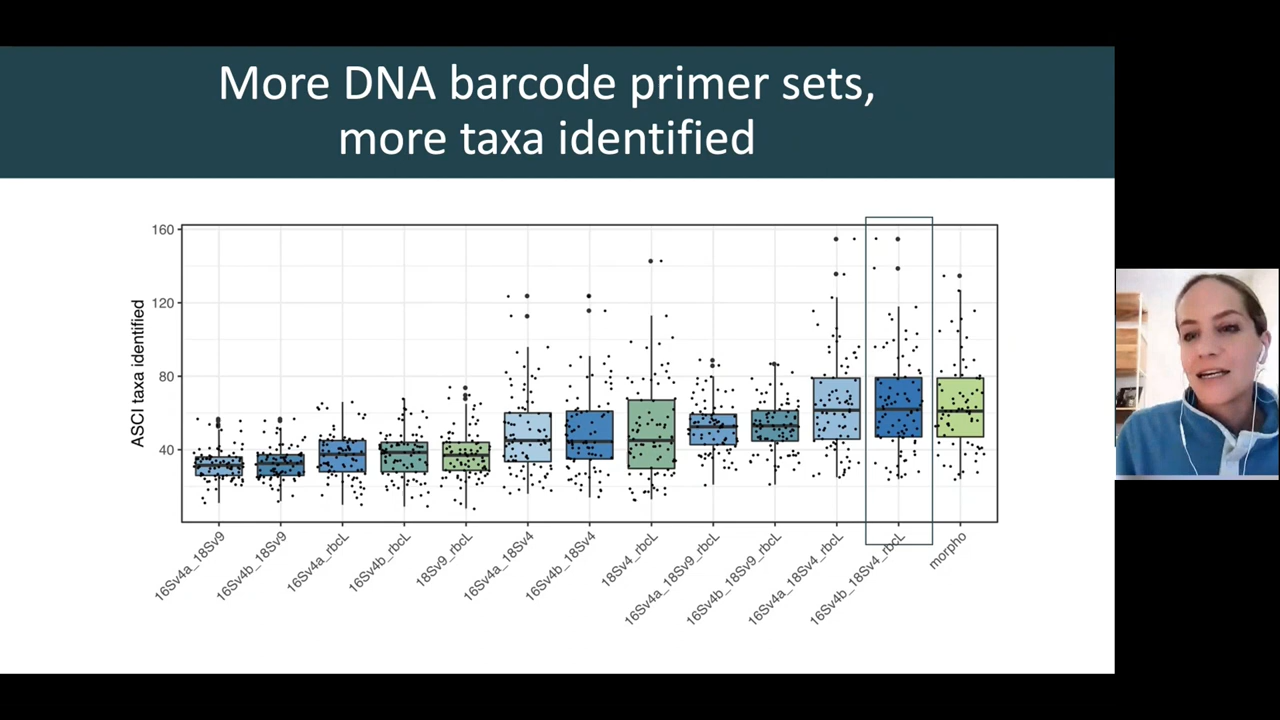 More DNA barcode primer sets,
more taxa identified
160
120
80
40
ASCI taxa identified
16Sv4a_18Sv9
16Sv4b_18Sv9
16Sv4a_rbcL
16Sv4b_rbcL
18Sv9_rbcL
16Sv4a_18Sv4
16Sv4b_18Sv4
18Sv4_rbcL
16Sv4a_18Sv9_rbcL
16Sv4b_18Sv9_rbcL
16Sv4a_18Sv4_rbcL
16Sv4b_18Sv4_rbcL
morpho